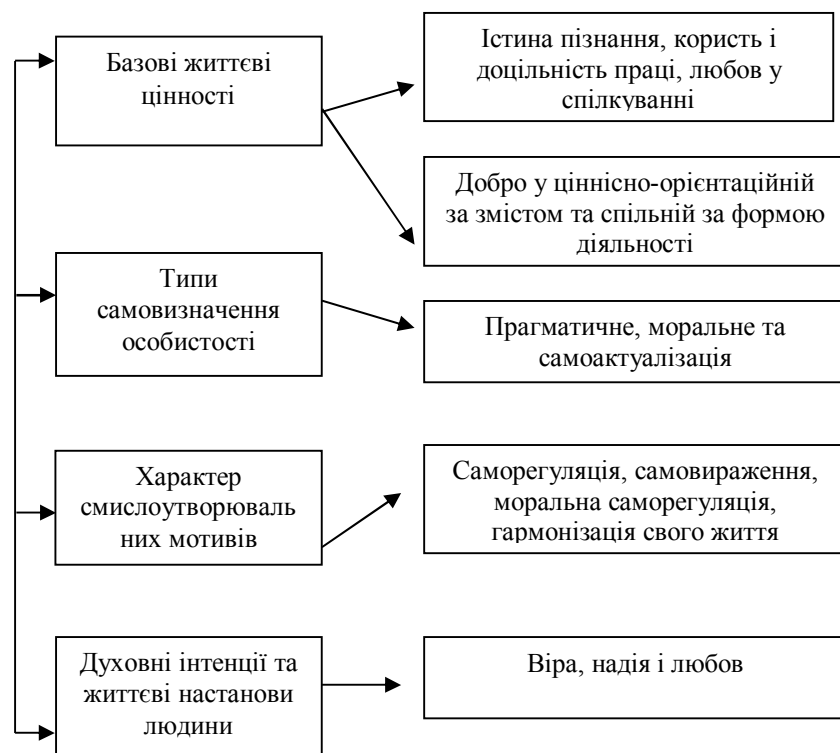 Базові життєві
цінності
Істина пізнання, користь і
доцільність праці, любов у
спілкуванні
Добро у ціннісно-орієнтаційній
за змістом та спільній за формою
діяльності
Типи
самовизначення
особистості
Прагматичне, моральне та
самоактуалізація
Характер
смислоутворюваль
них мотивів
Саморегуляція, самовираження,
моральна саморегуляція,
гармонізація свого життя
Духовні інтенції та
життєві настанови
людини
Віра, надія і любов